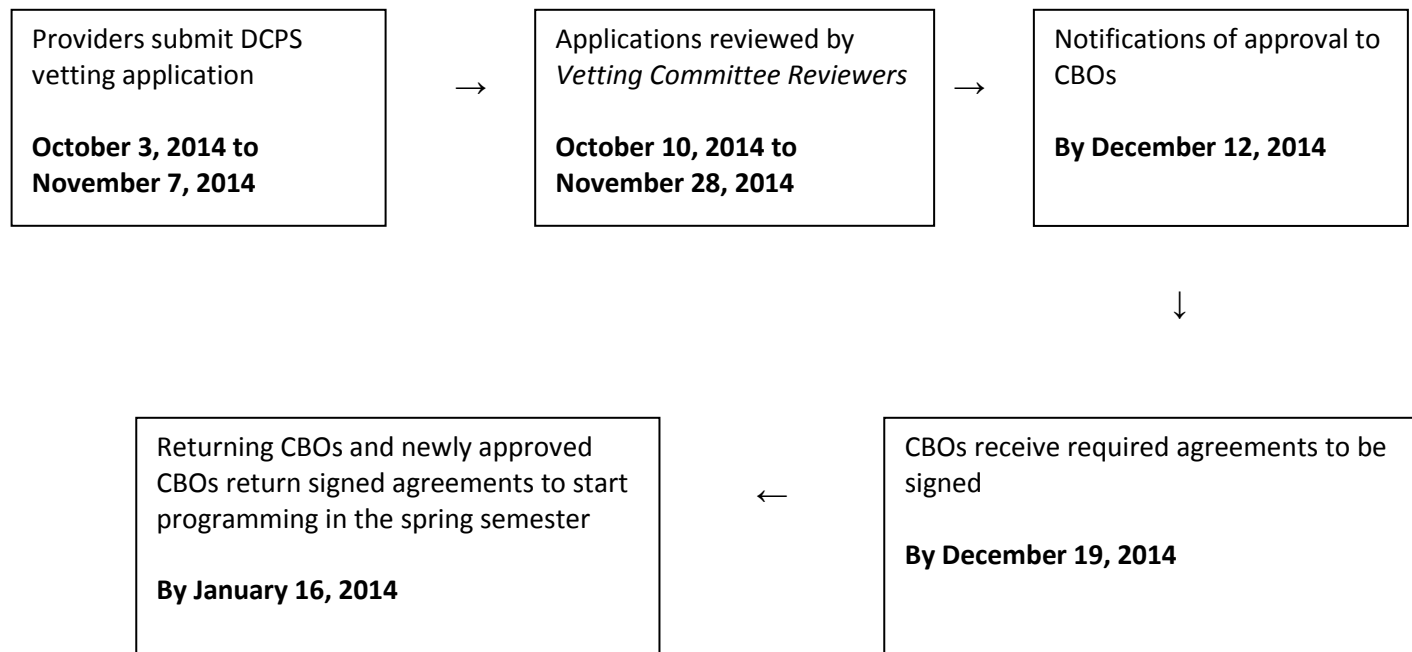 Providers submit DCPS
vetting application
October 3, 2014 to
November 7, 2014
→
Applications reviewed by
Vetting Committee Reviewers
October 10, 2014 to
November 28, 2014
→
Notifications of approval to
CBOs
By December 12, 2014
↓
CBOs receive required agreements to be
signed
By December 19, 2014
←
Returning CBOs and newly approved
CBOs return signed agreements to start
programming in the spring semester
By January 16, 2014